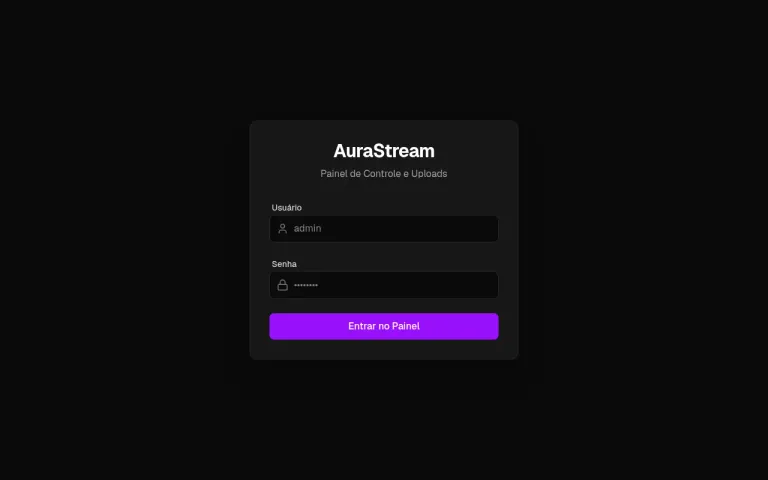 AuraStream
Painel de Controle e Uploads
Usuário
admin
Senha
••••••••
Entrar no Painel